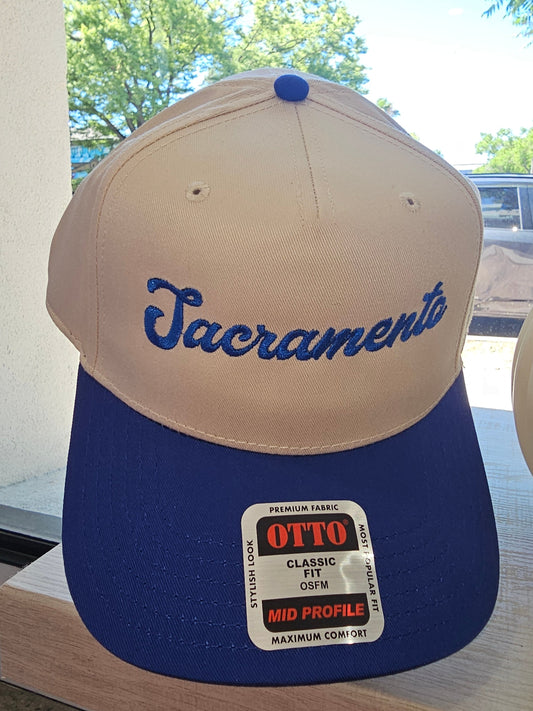 Sacramento
PREMIUM FABRIC
STYLISH LOOK
OTTO®
CLASSIC
FIT
OSFM
MID PROFILE
MOST POPULAR FIT
MAXIMUM COMFORT